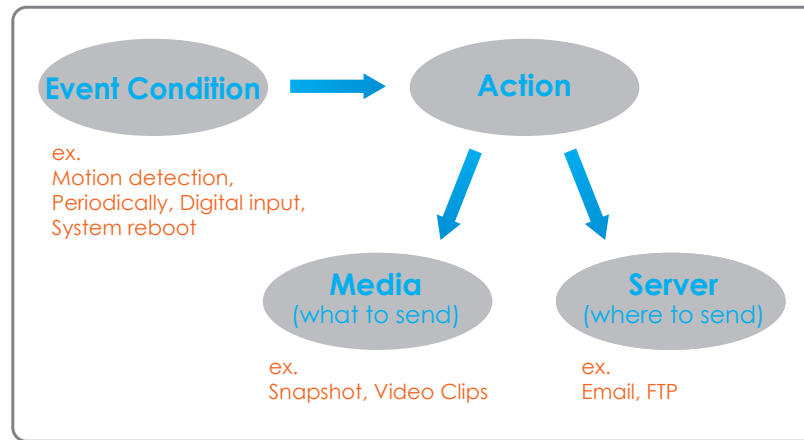 Event Condition
Action
ex.
Motion detection,
Periodically, Digital input,
System reboot
Media
(what to send)
Server
(where to send)
ex.
Snapshot, Video Clips
ex.
Email, FTP